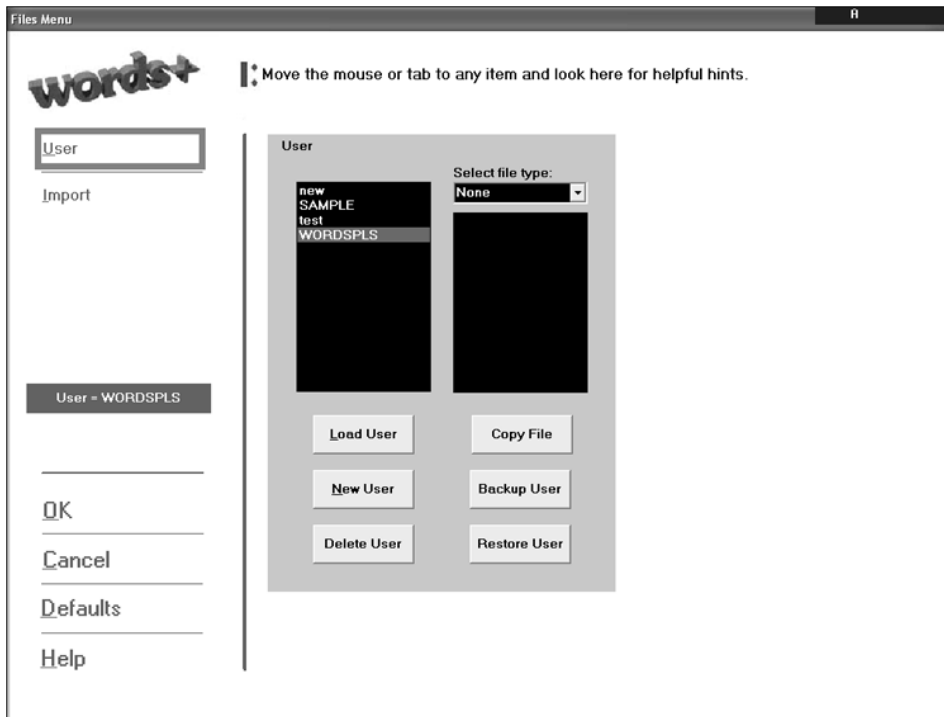 Files Menu
A
words+
Move the mouse or tab to any item and look here for helpful hints.
User
Import
User = WORDSPLS
OK
Cancel
Defaults
Help
User
new
SAMPLE
test
WORDSPLS
Select file type:
None
Load User
Copy File
New User
Backup User
Delete User
Restore User